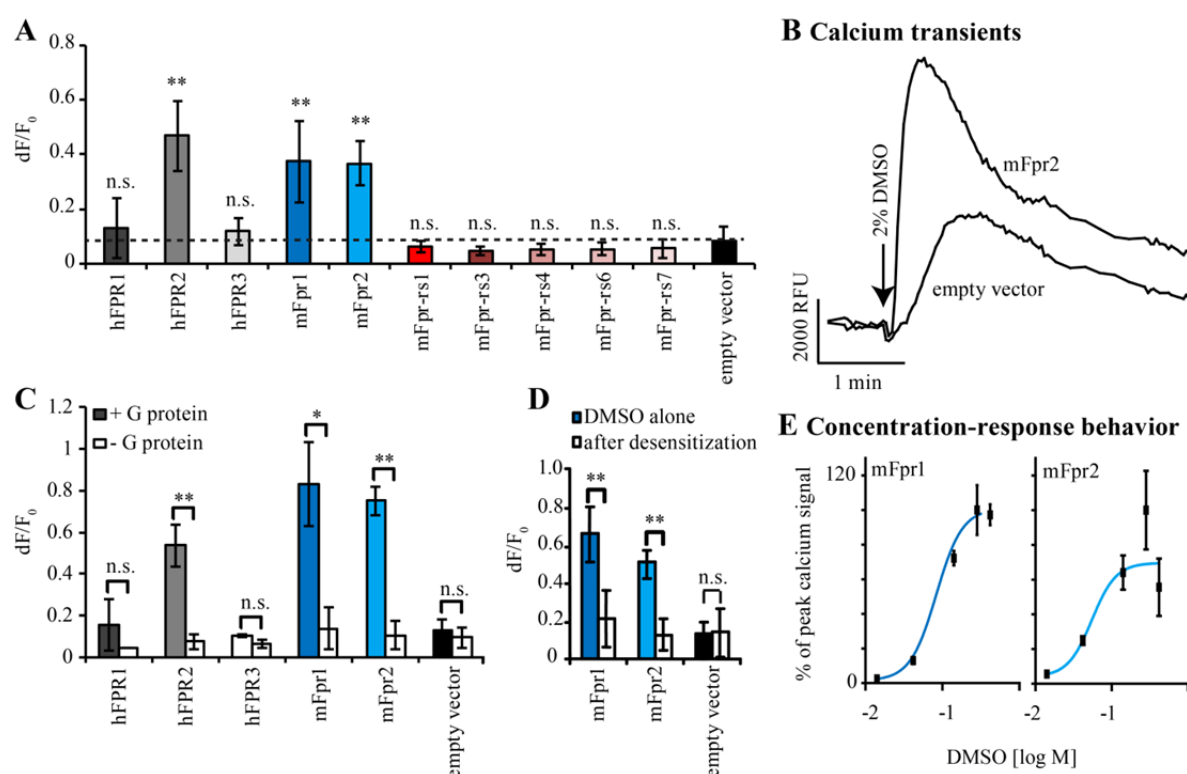 A
dF/F0
0.8
0.6
0.4
0.2
0
n.s.
**
n.s.
**
**
n.s.
n.s.
n.s.
n.s.
n.s.
hFPR1
hFPR2
hFPR3
mFpr1
mFpr2
mFpr-rs1
mFpr-rs3
mFpr-rs4
mFpr-rs6
mFpr-rs7
empty vector
B Calcium transients
2% DMSO
mFpr2
empty vector
2000 RFU
1 min
C
+ G protein
- G protein
dF/F0
1.2
1
0.8
0.6
0.4
0.2
0
n.s.
**
n.s.
*
**
n.s.
hFPR1
hFPR2
hFPR3
mFpr1
mFpr2
empty vector
D
DMSO alone
after desensitization
dF/F0
1.0
0.8
0.6
0.4
0.2
0
**
**
n.s.
mFpr1
mFpr2
empty vector
E Concentration-response behavior
mFpr1
mFpr2
% of peak calcium signal
120
0
-2
-1
-2
-1
DMSO [log M]